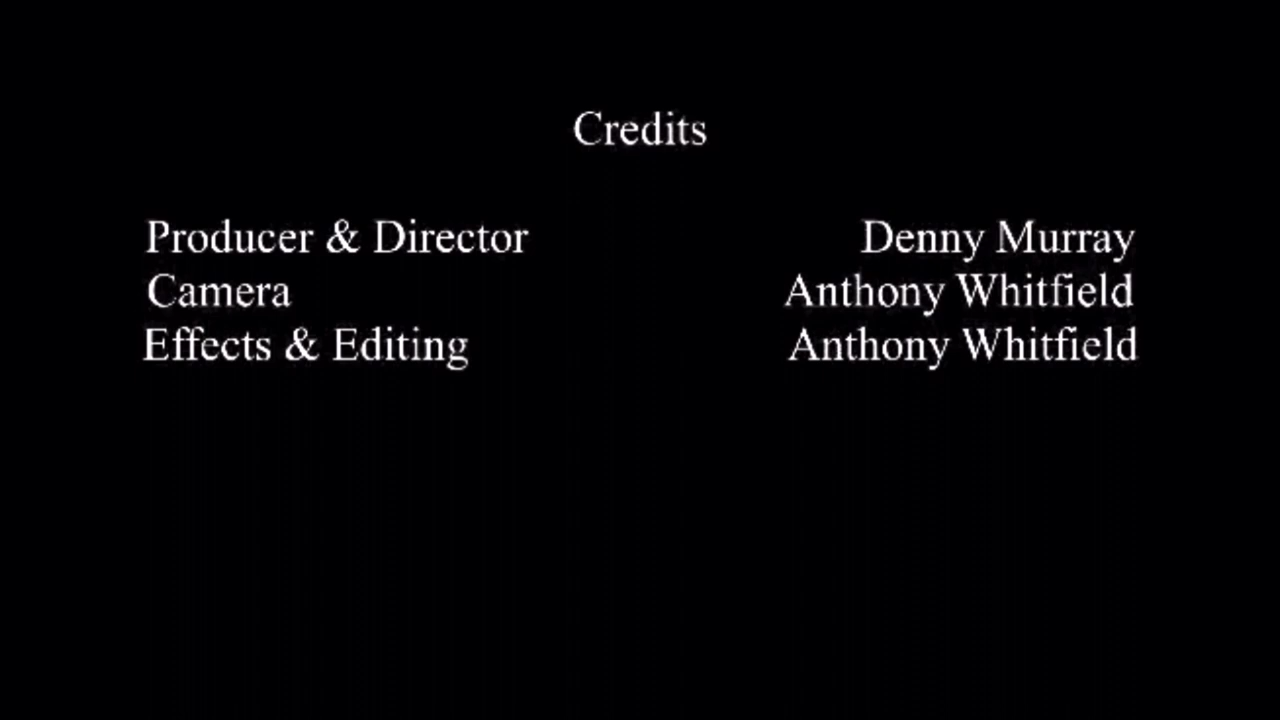 Credits
Producer & Director Denny Murray
Camera Anthony Whitfield
Effects & Editing Anthony Whitfield